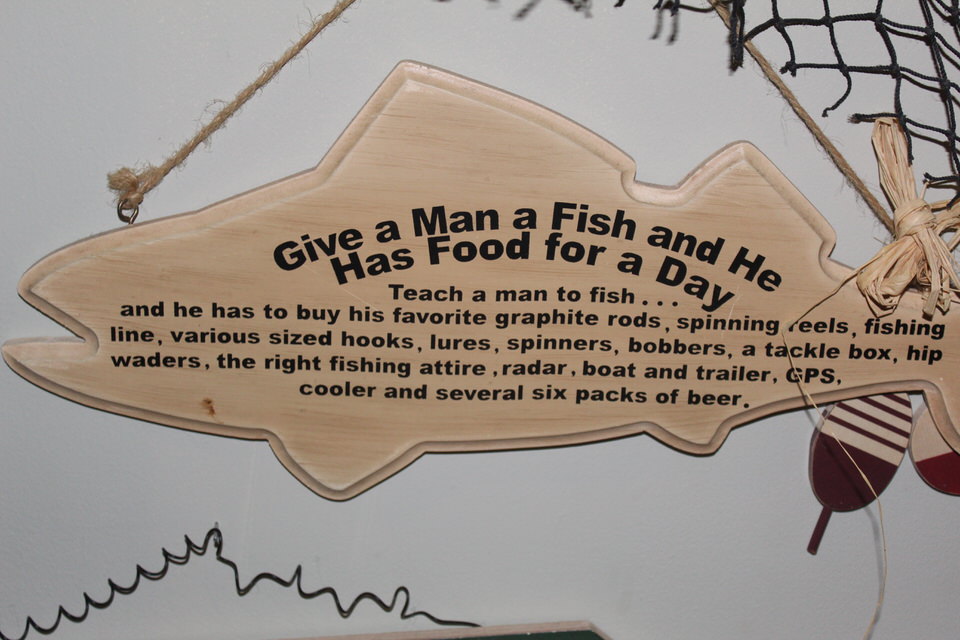 Give a Man a Fish and He
Has Food for a Day
Teach a man to fish . . .
and he has to buy his favorite graphite rods, spinning reels, fishing
line, various sized hooks, lures, spinners, bobbers, a tackle box, hip
waders, the right fishing attire ,radar, boat and trailer, GPS,
cooler and several six packs of beer.